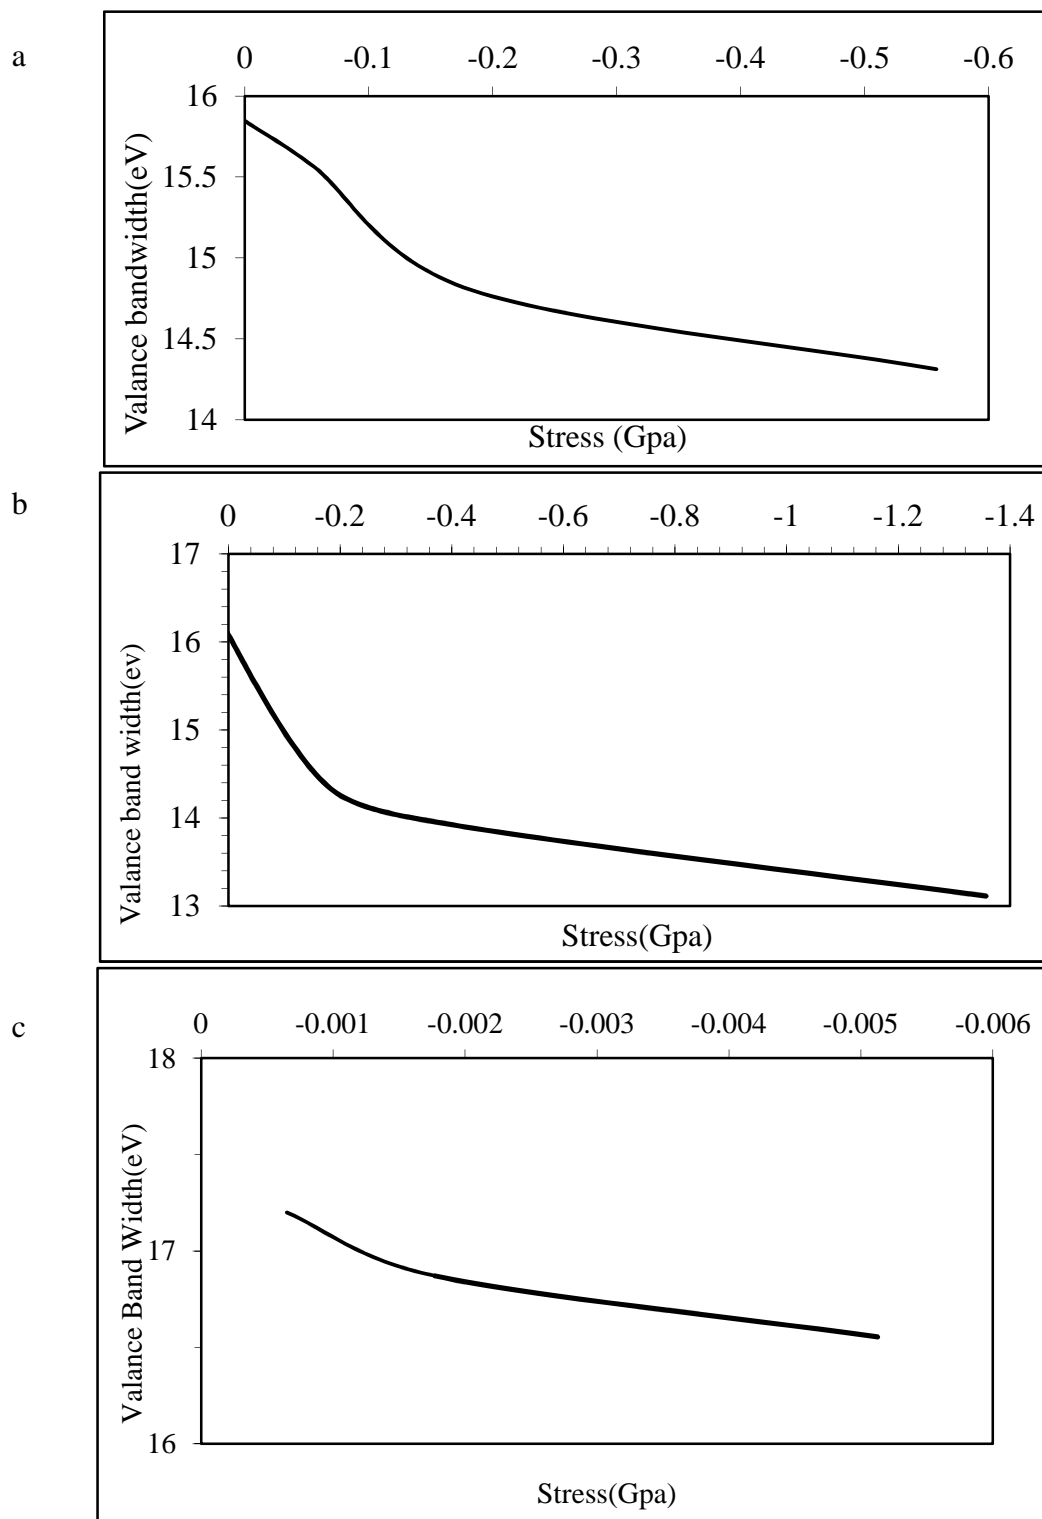 a
0 -0.1 -0.2 -0.3 -0.4 -0.5 -0.6
16
15.5
15
14.5
14
Valance bandwidth(eV)
Stress (Gpa)
b
0 -0.2 -0.4 -0.6 -0.8 -1 -1.2 -1.4
17
16
15
14
13
Valance band width(ev)
Stress(Gpa)
c
0 -0.001 -0.002 -0.003 -0.004 -0.005 -0.006
18
17
16
Valance Band Width(eV)
Stress(Gpa)